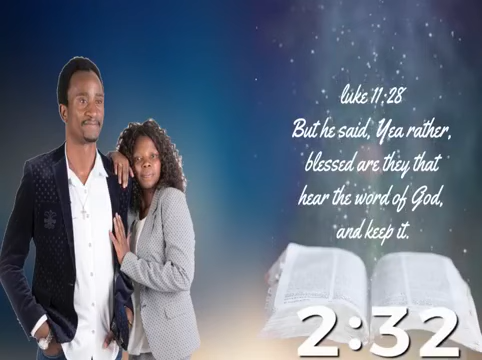 luke 11:28
But he said, Yea rather,
blessed are they that
hear the word of God,
and keep it.
2:32